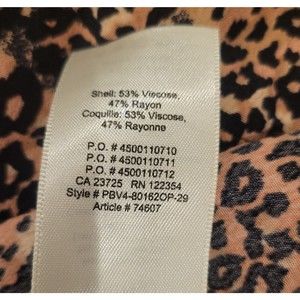 Shell: 53% Viscose,
47% Rayon
Coquille: 53% Viscose,
47% Rayonne
P.O. # 4500110710
P.O. # 4500110711
P.O. # 4500110712
CA 23725 RN 122354
Style # PBV4-80162OP-29
Article # 74607